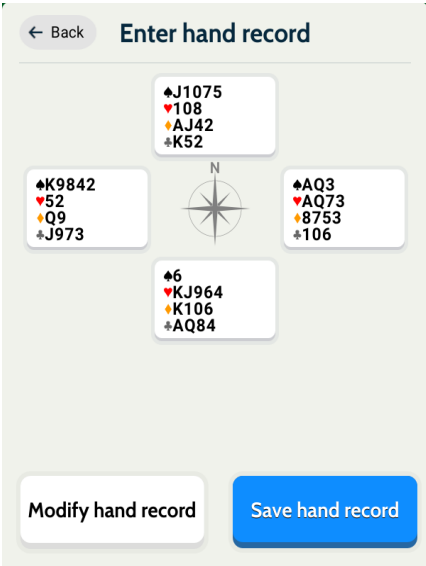 ← Back
Enter hand record
♠J1075
♥108
♦AJ42
♣K52
N
♠K9842
♥52
♦Q9
♣J973
♠AQ3
♥AQ73
♦8753
♣106
♠6
♥KJ964
♦K106
♣AQ84
Modify hand record
Save hand record